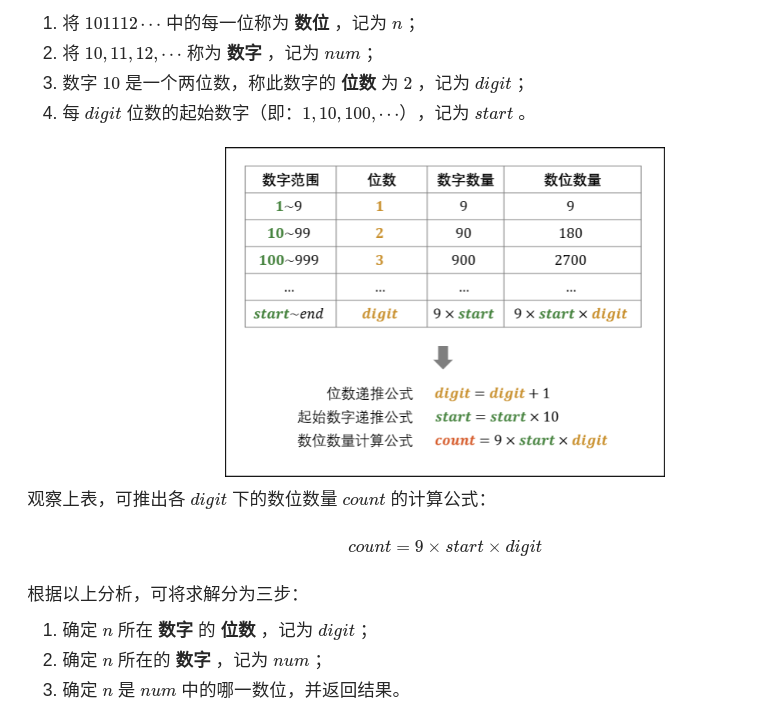 1. 将 101112⋯ 中的每一位称为 数位 ，记为 n ；
2. 将 10, 11, 12, ⋯ 称为 数字 ，记为 num ；
3. 数字 10 是一个两位数，称此数字的 位数 为 2 ，记为 digit ；
4. 每 digit 位数的起始数字（即：1, 10, 100, ⋯），记为 start 。
数字范围 位数 数字数量 数位数量
1~9 1 9 9
10~99 2 90 180
100~999 3 900 2700
... ... ... ...
start~end digit 9 × start 9 × start × digit
位数递推公式 digit = digit + 1
起始数字递推公式 start = start × 10
数位数量计算公式 count = 9 × start × digit
观察上表，可推出各 digit 下的数位数量 count 的计算公式：
count = 9 × start × digit
根据以上分析，可将求解分为三步：
1. 确定 n 所在 数字 的 位数 ，记为 digit ；
2. 确定 n 所在的 数字 ，记为 num ；
3. 确定 n 是 num 中的哪一数位，并返回结果。